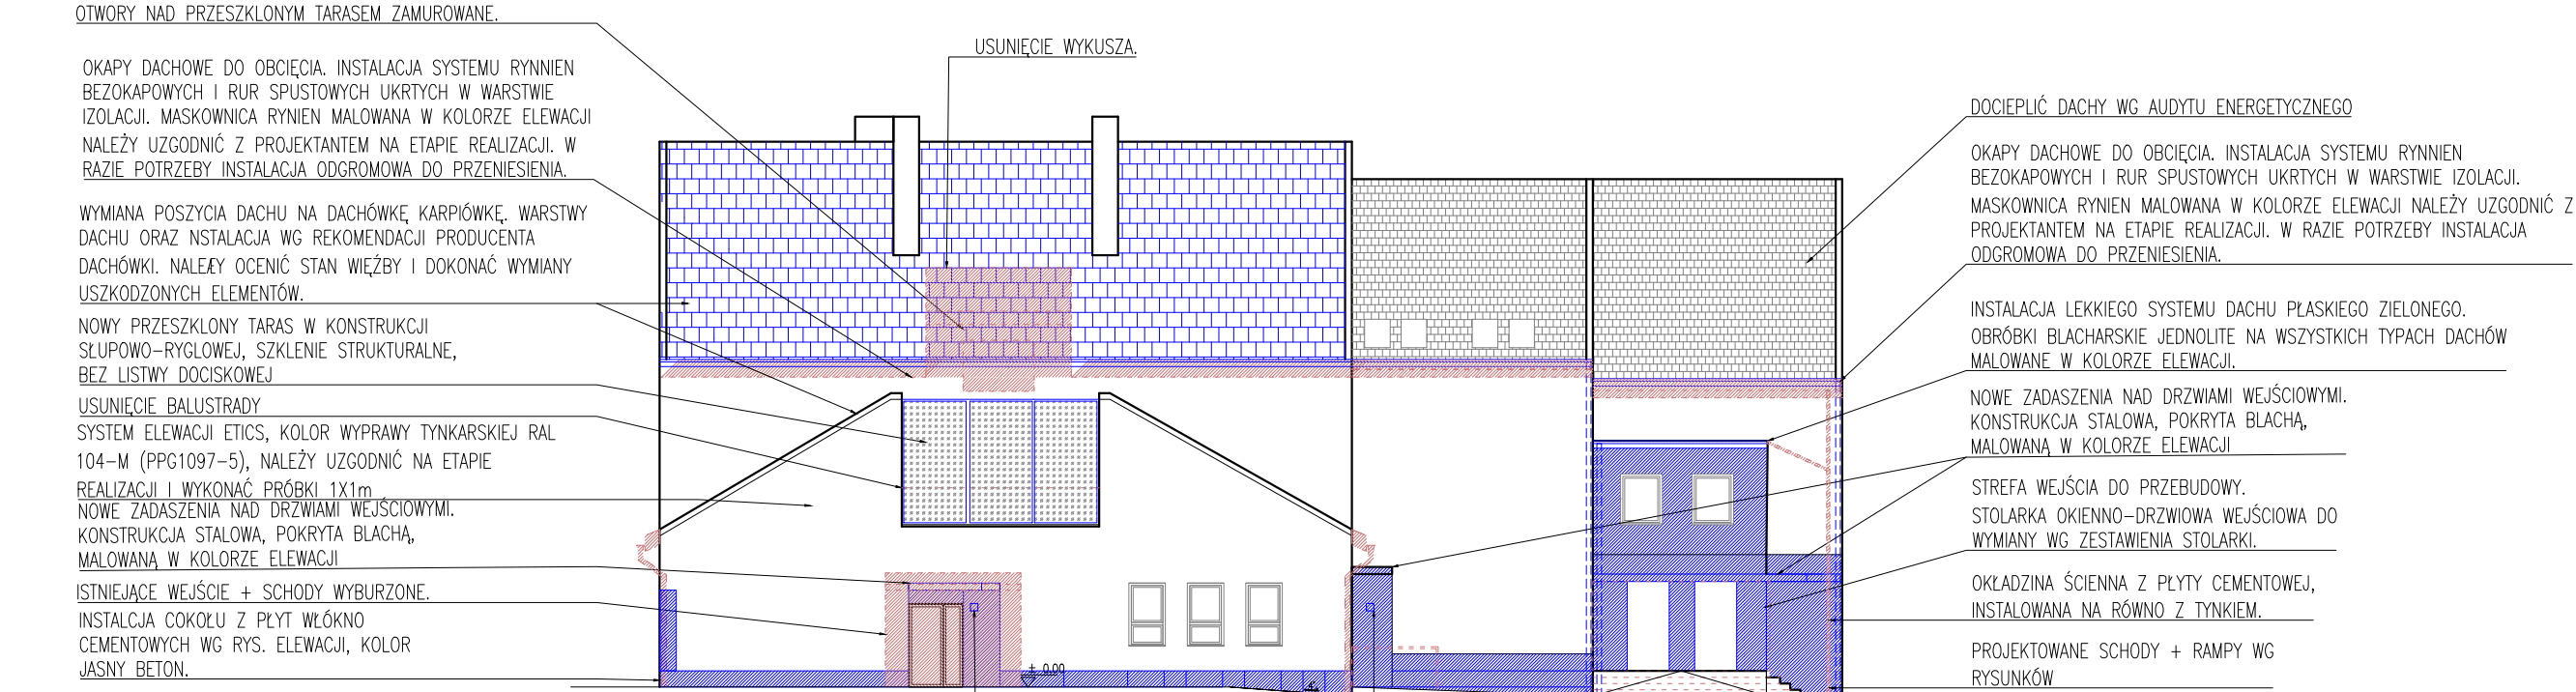 OTWORY NAD PRZESZKLONYM TARASEM ZAMUROWANE.
OKAPY DACHOWE DO OBCIĘCIA. INSTALACJA SYSTEMU RYNNIEN
BEZOKAPOWYCH I RUR SPUSTOWYCH UKRTYCH W WARSTWIE
IZOLACJI. MASKOWNICA RYNIEN MALOWANA W KOLORZE ELEWACJI
NALEŻY UZGODNIĆ Z PROJEKTANTEM NA ETAPIE REALIZACJI. W
RAZIE POTRZEBY INSTALACJA ODGROMOWA DO PRZENIESIENIA.
WYMIANA POSZYCIA DACHU NA DACHÓWKĘ KARPIÓWKĘ. WARSTWY
DACHU ORAZ NSTALACJA WG REKOMENDACJI PRODUCENTA
DACHÓWKI. NALEŁY OCENIĆ STAN WIĘŹBY I DOKONAĆ WYMIANY
USZKODZONYCH ELEMENTÓW.
NOWY PRZESZKLONY TARAS W KONSTRUKCJI
SŁUPOWO-RYGLOWEJ, SZKLENIE STRUKTURALNE,
BEZ LISTWY DOCISKOWEJ
USUNIĘCIE BALUSTRADY
SYSTEM ELEWACJI ETICS, KOLOR WYPRAWY TYNKARSKIEJ RAL
104-M (PPG1097-5), NALEŻY UZGODNIĆ NA ETAPIE
REALIZACJI I WYKONAĆ PRÓBKI 1X1m
NOWE ZADASZENIA NAD DRZWIAMI WEJŚCIOWYMI.
KONSTRUKCJA STALOWA, POKRYTA BLACHĄ,
MALOWANĄ W KOLORZE ELEWACJI
ISTNIEJĄCE WEJŚCIE + SCHODY WYBURZONE.
INSTALCJA COKOŁU Z PŁYT WŁÓKNO
CEMENTOWYCH WG RYS. ELEWACJI, KOLOR
JASNY BETON.
USUNIĘCIE WYKUSZA.
± 0.00
DOCIEPLIĆ DACHY WG AUDYTU ENERGETYCZNEGO
OKAPY DACHOWE DO OBCIĘCIA. INSTALACJA SYSTEMU RYNNIEN
BEZOKAPOWYCH I RUR SPUSTOWYCH UKRTYCH W WARSTWIE IZOLACJI.
MASKOWNICA RYNIEN MALOWANA W KOLORZE ELEWACJI NALEŻY UZGODNIĆ Z
PROJEKTANTEM NA ETAPIE REALIZACJI. W RAZIE POTRZEBY INSTALACJA
ODGROMOWA DO PRZENIESIENIA.
INSTALACJA LEKKIEGO SYSTEMU DACHU PŁASKIEGO ZIELONEGO.
OBRÓBKI BLACHARSKIE JEDNOLITE NA WSZYSTKICH TYPACH DACHÓW
MALOWANE W KOLORZE ELEWACJI.
NOWE ZADASZENIA NAD DRZWIAMI WEJŚCIOWYMI.
KONSTRUKCJA STALOWA, POKRYTA BLACHĄ,
MALOWANĄ W KOLORZE ELEWACJI
STREFA WEJŚCIA DO PRZEBUDOWY.
STOLARKA OKIENNO-DRZWIOWA WEJŚCIOWA DO
WYMIANY WG ZESTAWIENIA STOLARKI.
OKŁADZINA ŚCIENNA Z PŁYTY CEMENTOWEJ,
INSTALOWANA NA RÓWNO Z TYNKIEM.
PROJEKTOWANE SCHODY + RAMPY WG
RYSUNKÓW